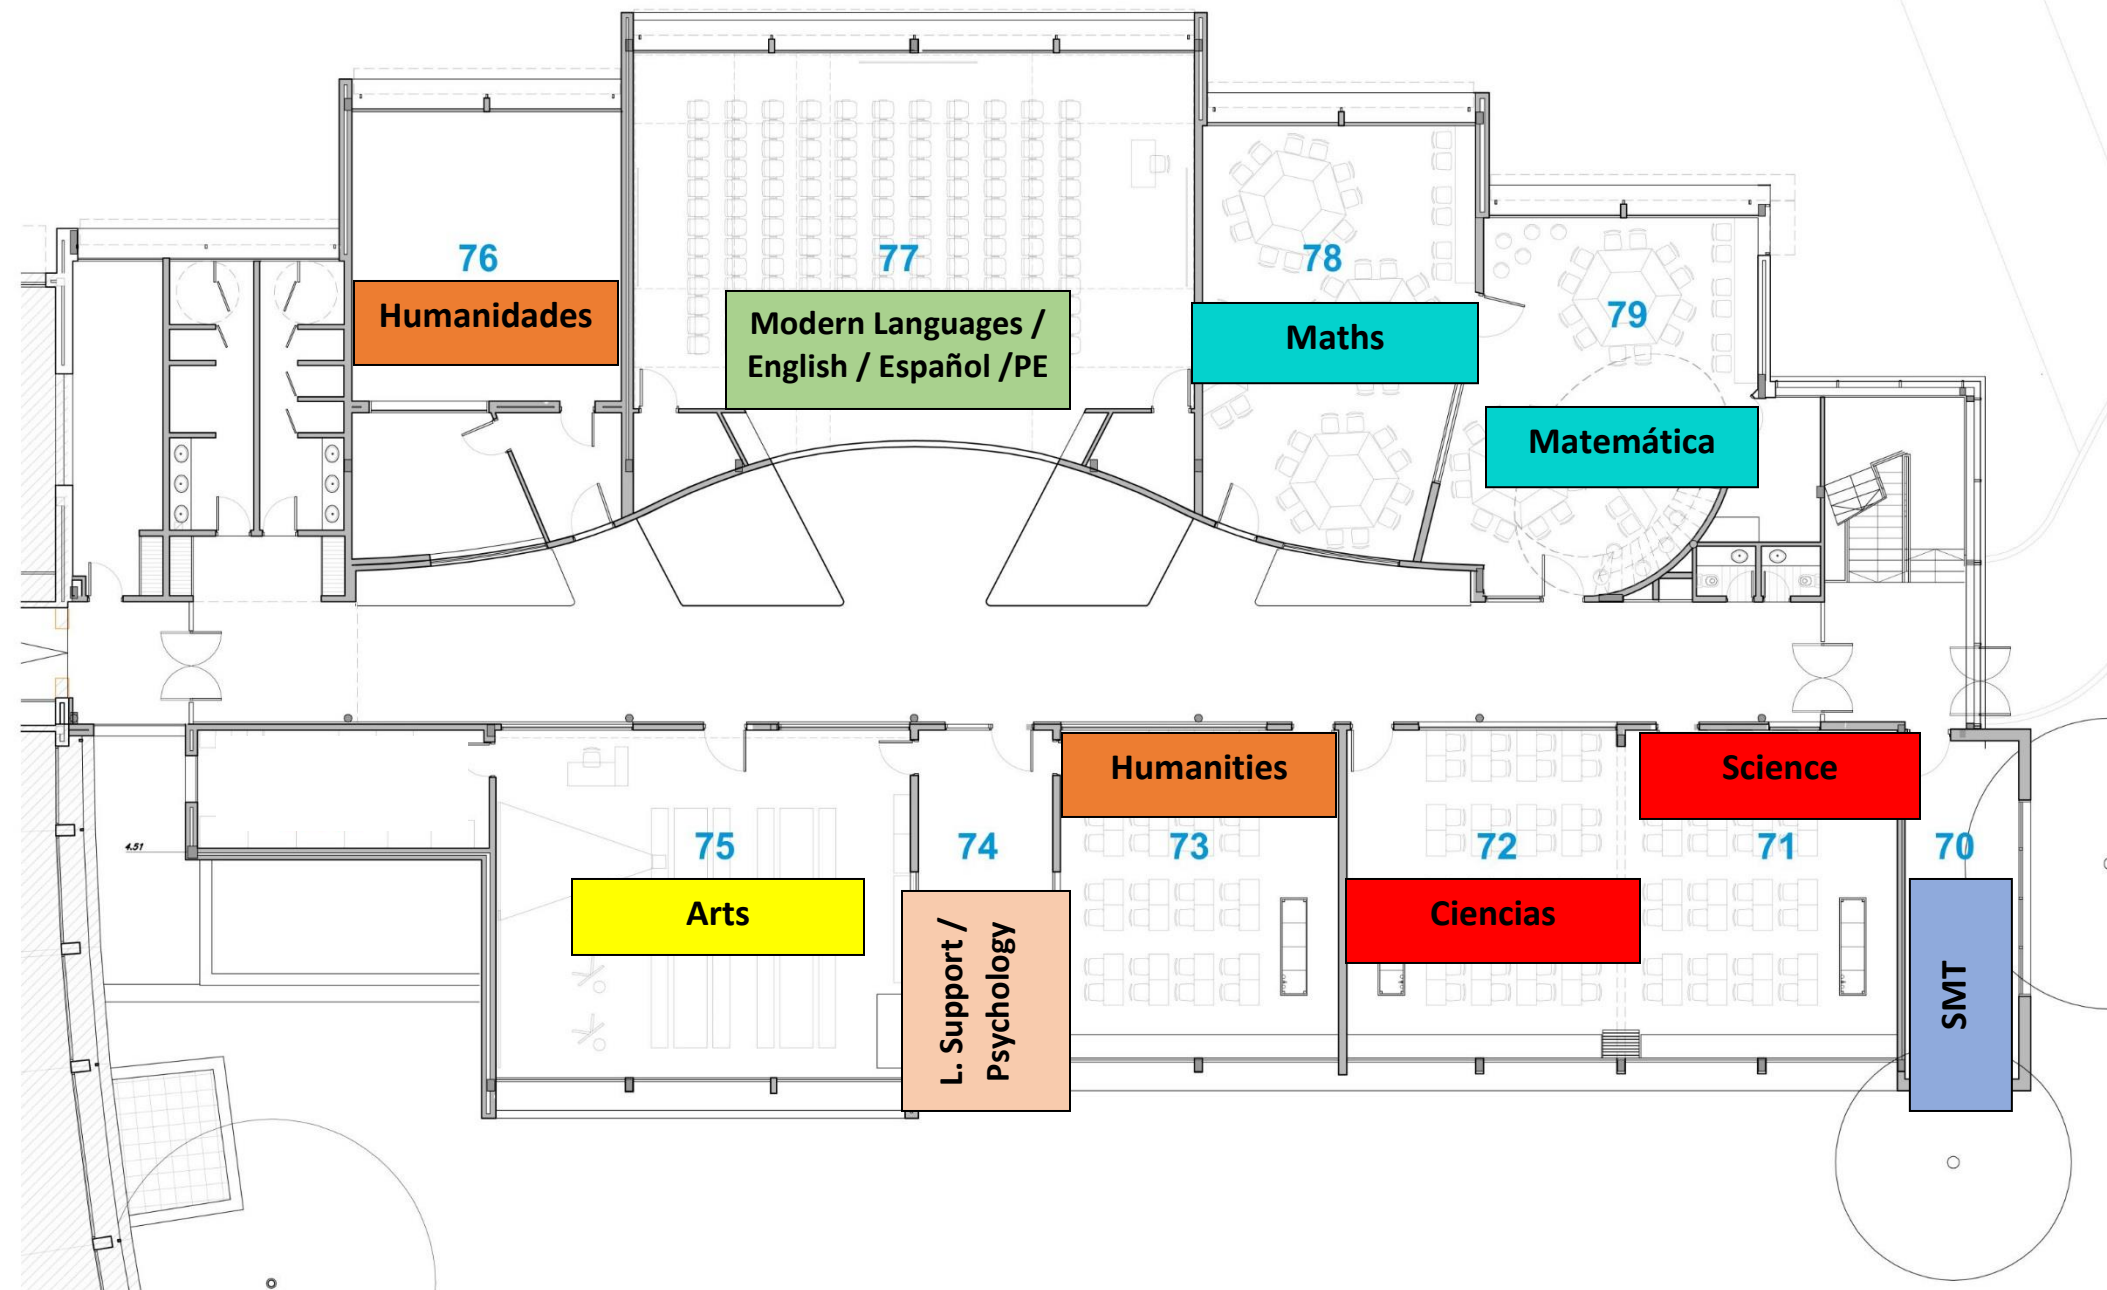 76
Humanidades
77
Modern Languages /
English / Español /PE
78
Maths
79
Matemática
4.51
75
Arts
74
L. Support /
Psychology
Humanities
73
72
Ciencias
Science
71
70
SMT